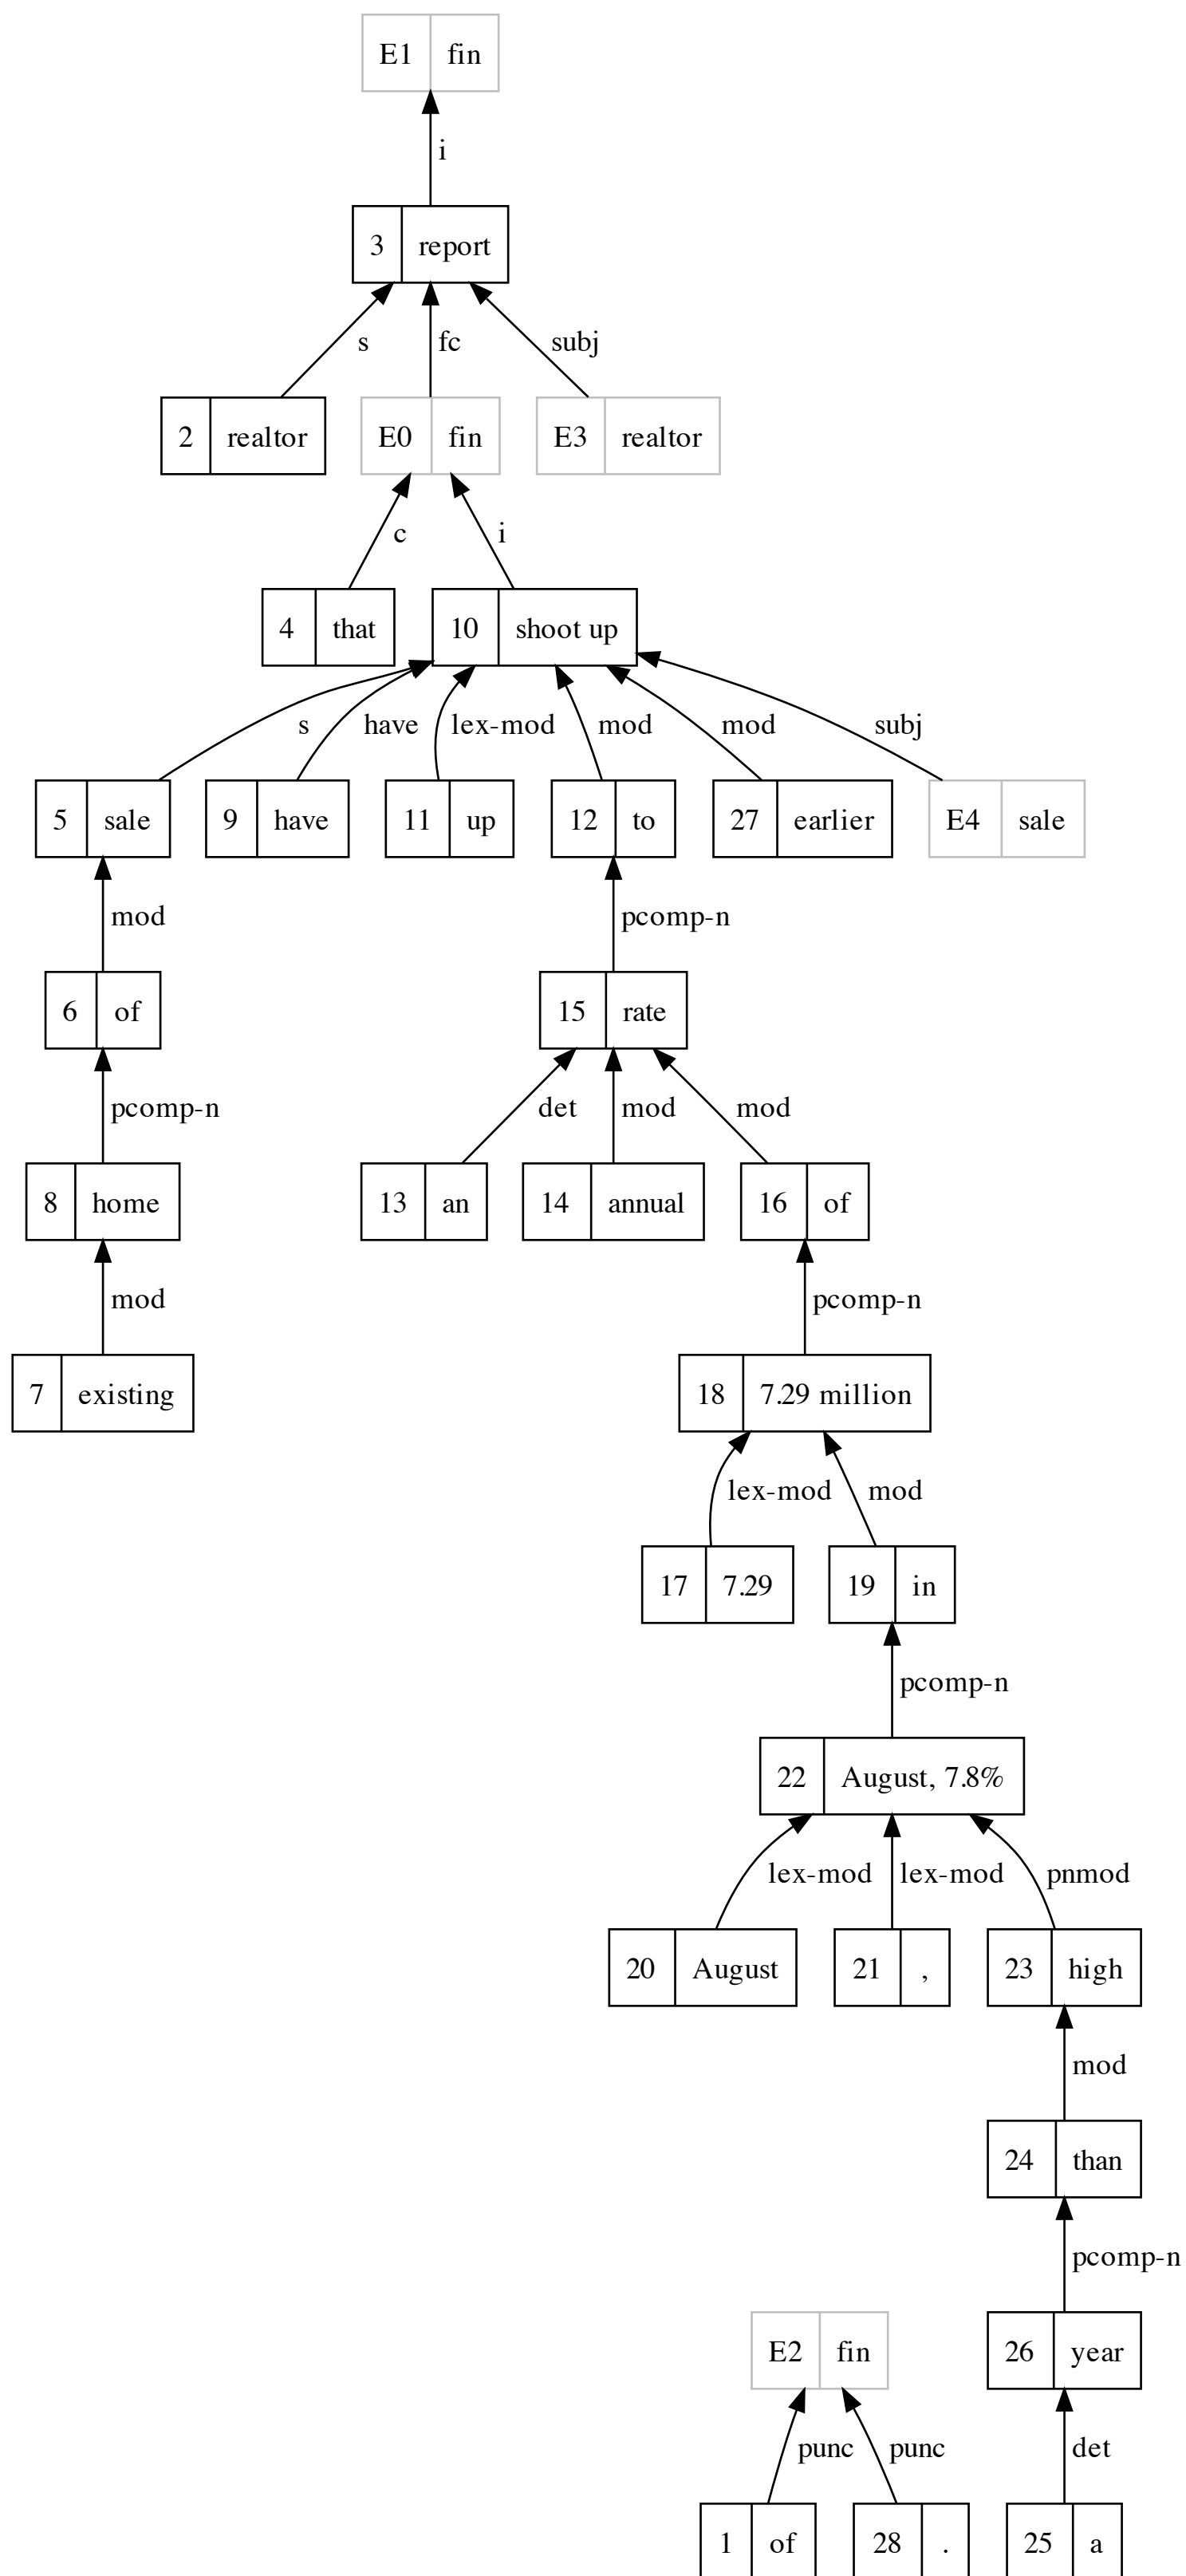 E1 fin
i
3 report
s fc subj
2 realtor E0 fin E3 realtor
c i
4 that 10 shoot up
s have lex-mod mod mod subj
5 sale 9 have 11 up 12 to 27 earlier E4 sale
mod pcomp-n
6 of 15 rate
pcomp-n det mod mod
8 home 13 an 14 annual 16 of
mod pcomp-n
7 existing 18 7.29 million
lex-mod mod
17 7.29 19 in
pcomp-n
22 August, 7.8%
lex-mod lex-mod pnmod
20 August 21 , 23 high
mod
24 than
pcomp-n
E2 fin 26 year
punc punc det
1 of 28 . 25 a